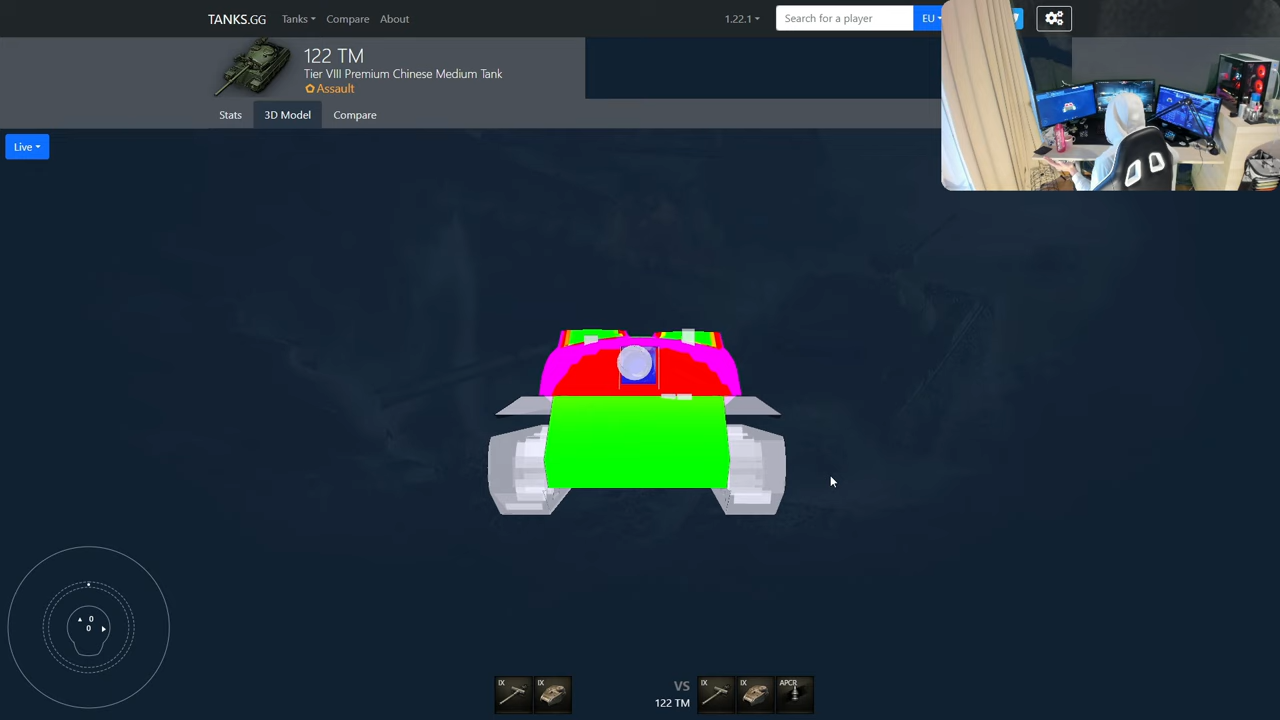 TANKS.GG Tanks Compare About 1.22.1 Search for a player EU
122 TM
Tier VIII Premium Chinese Medium Tank
Assault
Stats 3D Model Compare
Live
0
0
IX IX VS 122 TM IX IX APCR